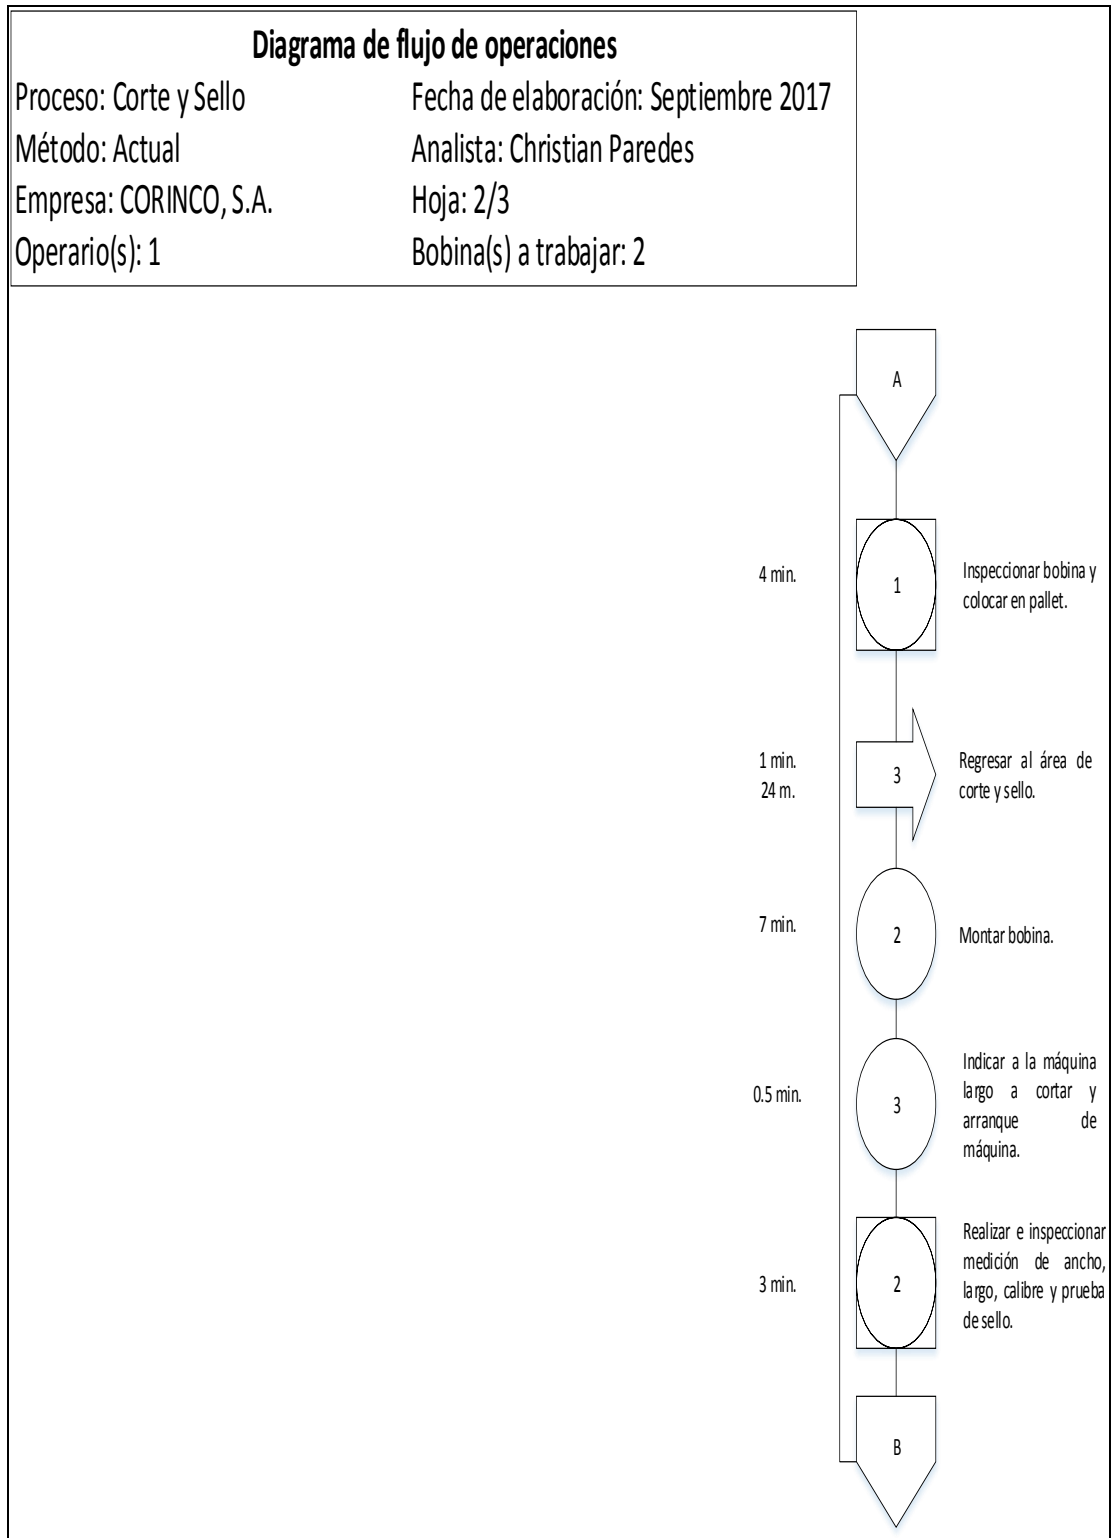 Diagrama de flujo de operaciones
Proceso: Corte y Sello Fecha de elaboración: Septiembre 2017
Método: Actual Analista: Christian Paredes
Empresa: CORINCO, S.A. Hoja: 2/3
Operario(s): 1 Bobina(s) a trabajar: 2
A
4 min.
1
Inspeccionar bobina y
colocar en pallet.
1 min.
24 m.
3
Regresar al área de
corte y sello.
7 min.
2
Montar bobina.
0.5 min.
3
Indicar a la máquina
largo a cortar y
arranque de
máquina.
3 min.
2
Realizar e inspeccionar
medición de ancho,
largo, calibre y prueba
de sello.
B